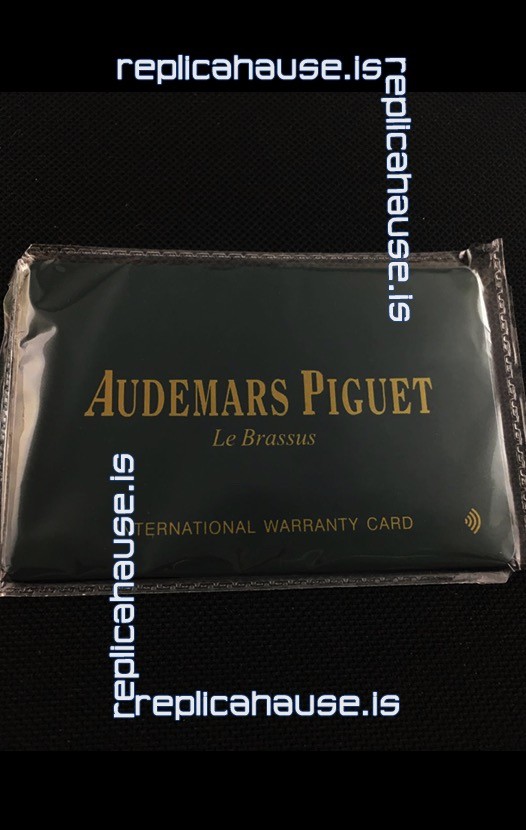 replicahause.is
replicahause.is
AUDEMARS PIGUET
Le Brassus
TERNATIONAL WARRANTY CARD
replicahause.is
replicahause.is